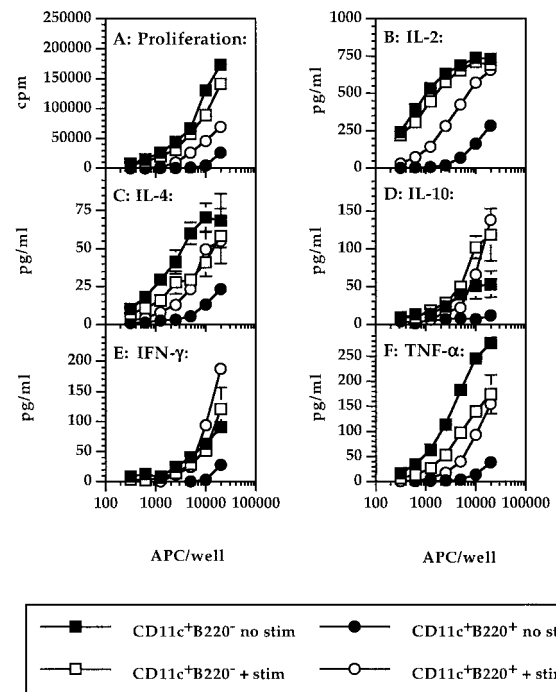 A: Proliferation:
cpm
200000
150000
100000
50000
0
B: IL-2:
pg/ml
1000
750
500
250
0
C: IL-4:
pg/ml
75
50
25
0
D: IL-10:
pg/ml
150
100
50
0
E: IFN-γ:
pg/ml
200
150
100
50
0
100
1000
10000
100000
APC/well
F: TNF-α:
pg/ml
250
200
150
100
50
0
100
1000
10000
100000
APC/well
CD11c⁺B220⁻ no stim
CD11c⁺B220⁺ no st
CD11c⁺B220⁻ + stim
CD11c⁺B220⁺ + stim